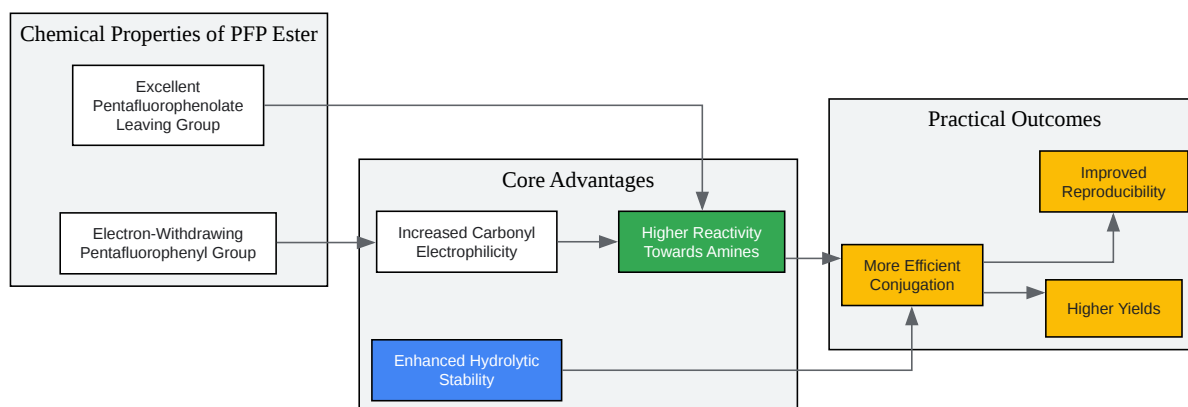 Chemical Properties of PFP Ester
Excellent
Pentafluorophenolate
Leaving Group
Electron-Withdrawing
Pentafluorophenyl Group
Core Advantages
Increased Carbonyl
Electrophilicity
Higher Reactivity
Towards Amines
Enhanced Hydrolytic
Stability
Practical Outcomes
Improved
Reproducibility
More Efficient
Conjugation
Higher Yields